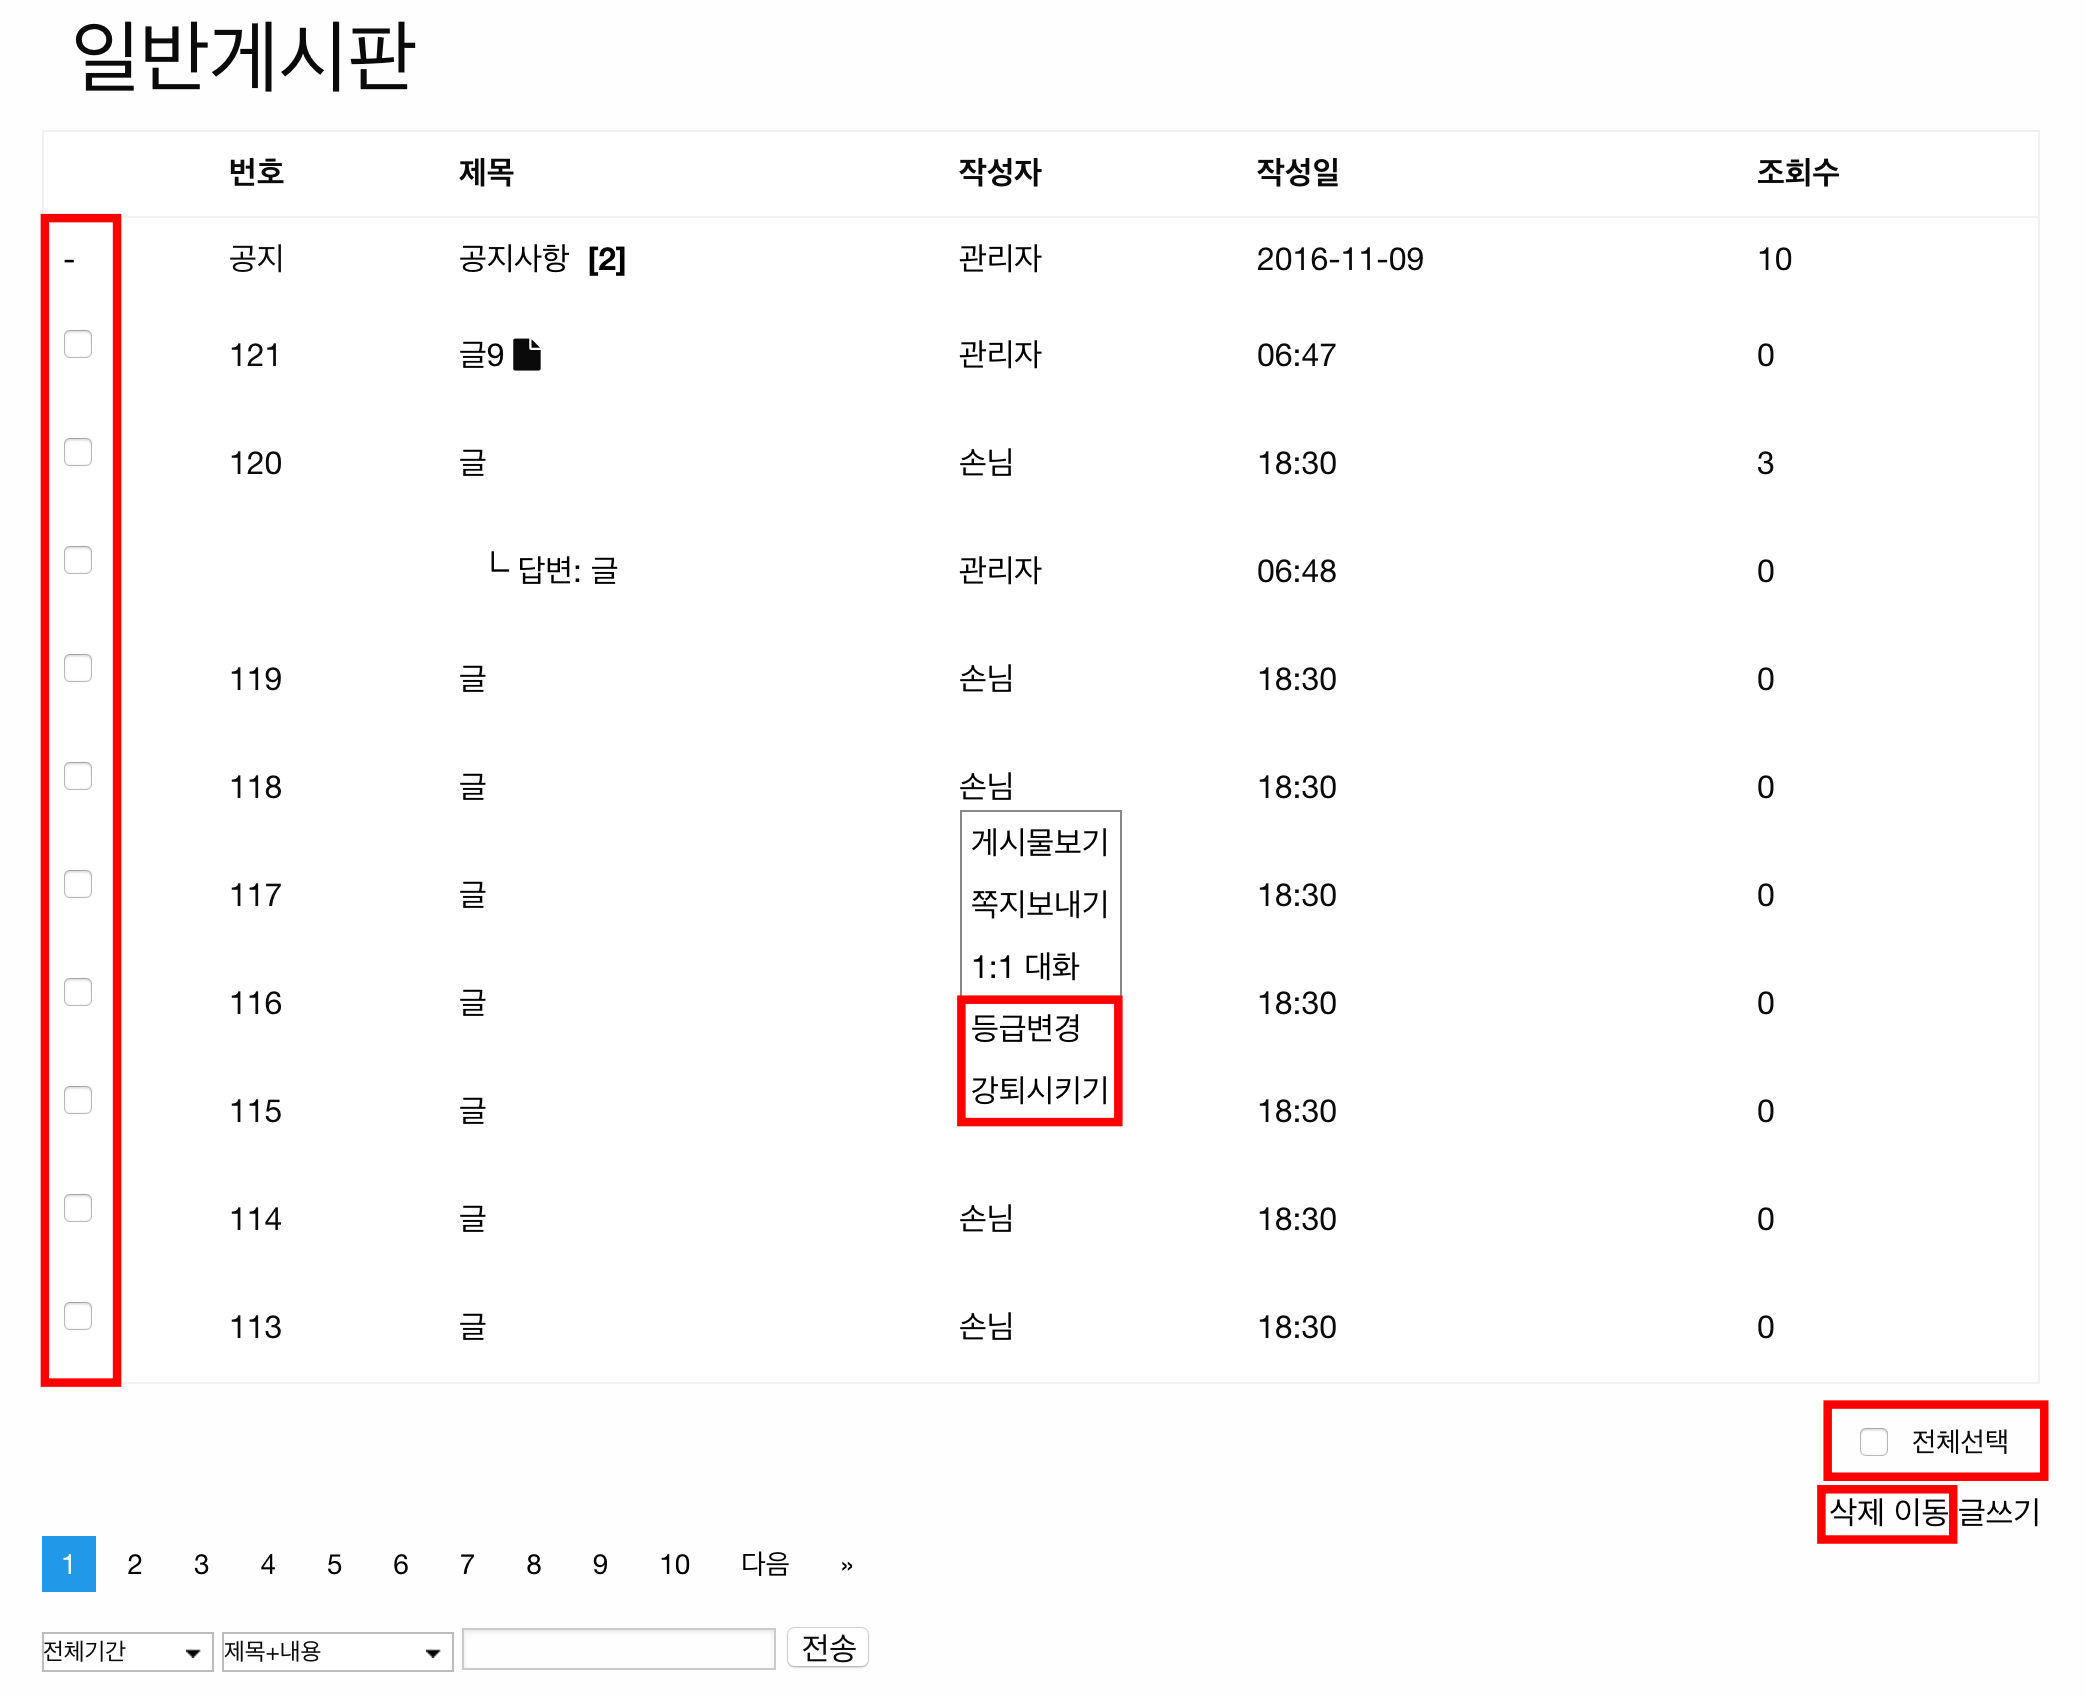 일반게시판
번호 제목 작성자 작성일 조회수
- 공지 공지사항 [2] 관리자 2016-11-09 10
121 글9 관리자 06:47 0
120 글 손님 18:30 3
ㄴ 답변: 글 관리자 06:48 0
119 글 손님 18:30 0
118 글 손님 18:30 0
게시물보기
117 글 18:30 0
쪽지보내기
1:1 대화
116 글 18:30 0
등급변경
강퇴시키기
115 글 18:30 0
114 글 손님 18:30 0
113 글 손님 18:30 0
전체선택
삭제 이동 글쓰기
1 2 3 4 5 6 7 8 9 10 다음 »
전체기간 제목+내용 전송